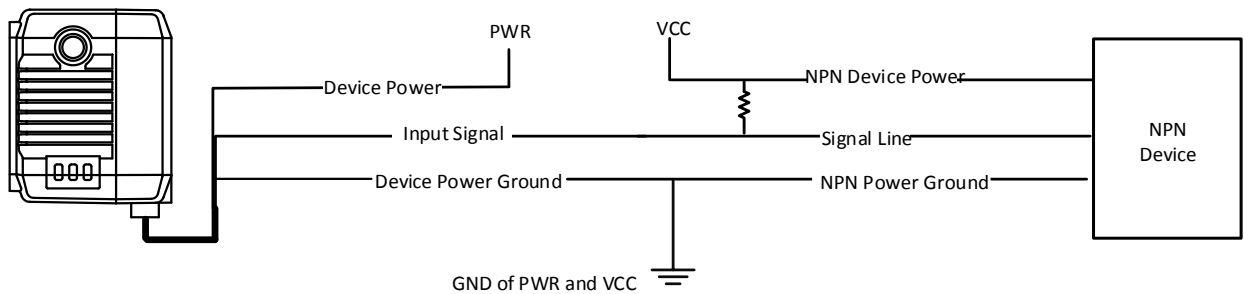 PWR
VCC
Device Power
NPN Device Power
Input Signal
Signal Line
NPN
Device
Device Power Ground
NPN Power Ground
GND of PWR and VCC